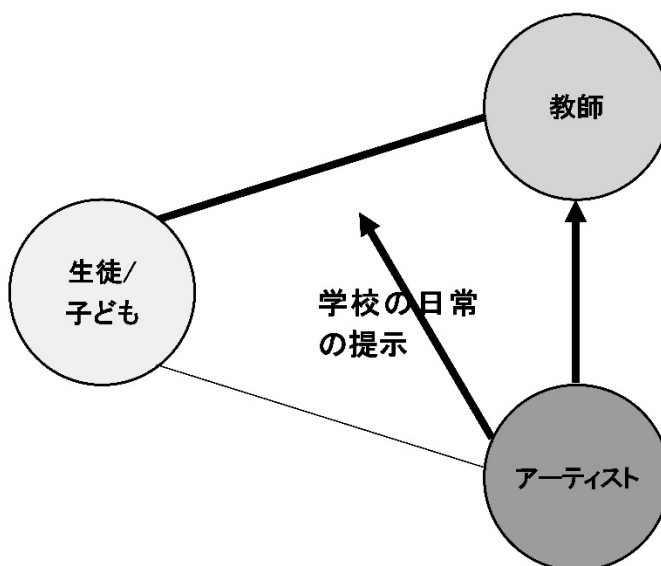 教師
生徒/
子ども
学校の日常
の提示
アーティスト